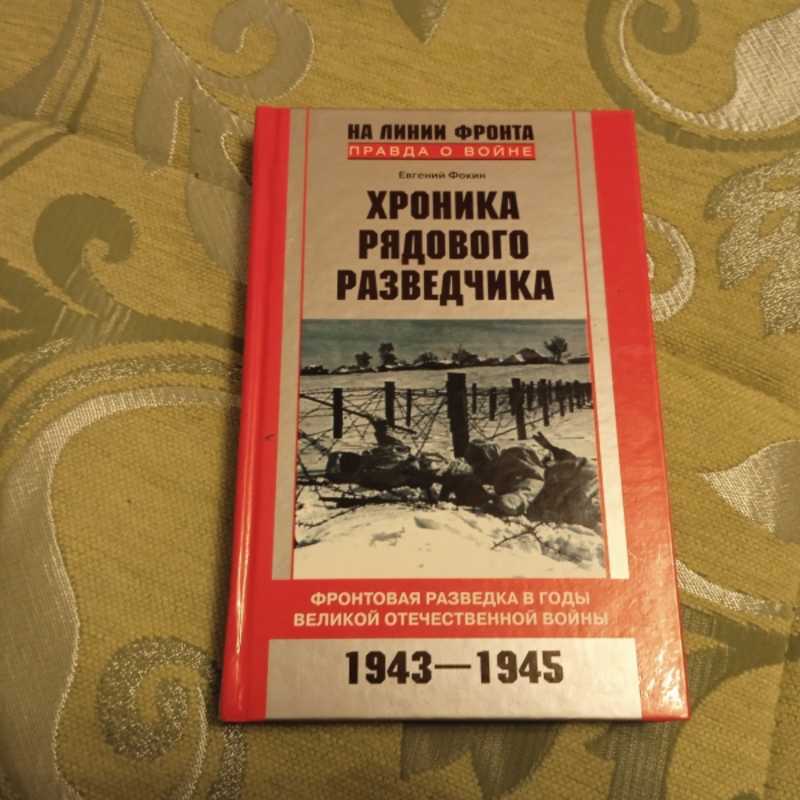 НА ЛИНИИ ФРОНТА
ПРАВДА О ВОЙНЕ
Евгений Фокин
ХРОНИКА
РЯДОВОГО
РАЗВЕДЧИКА
ФРОНТОВАЯ РАЗВЕДКА В ГОДЫ
ВЕЛИКОЙ ОТЕЧЕСТВЕННОЙ ВОЙНЫ
1943—1945